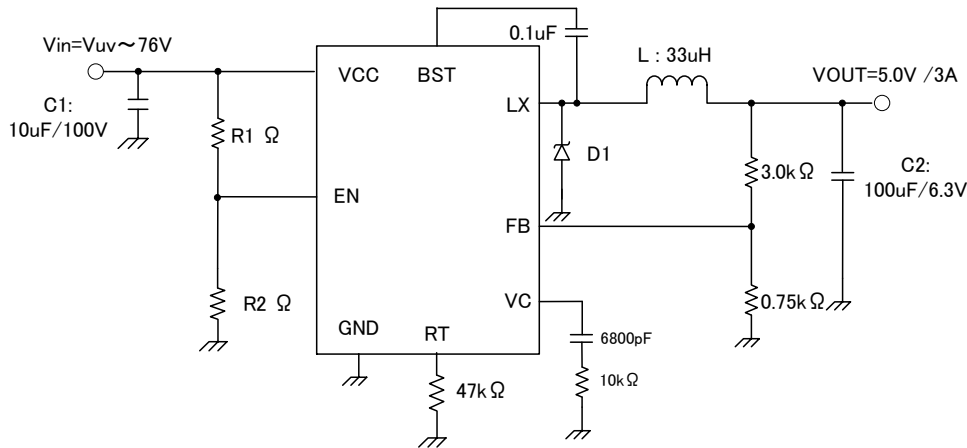 0.1uF
Vin=Vuv～76V
L : 33uH
VCC
BST
VOUT=5.0V /3A
C1:
10uF/100V
LX
R1 Ω
D1
3.0kΩ
C2:
100uF/6.3V
EN
FB
R2 Ω
VC
0.75kΩ
GND
RT
6800pF
47kΩ
10kΩ